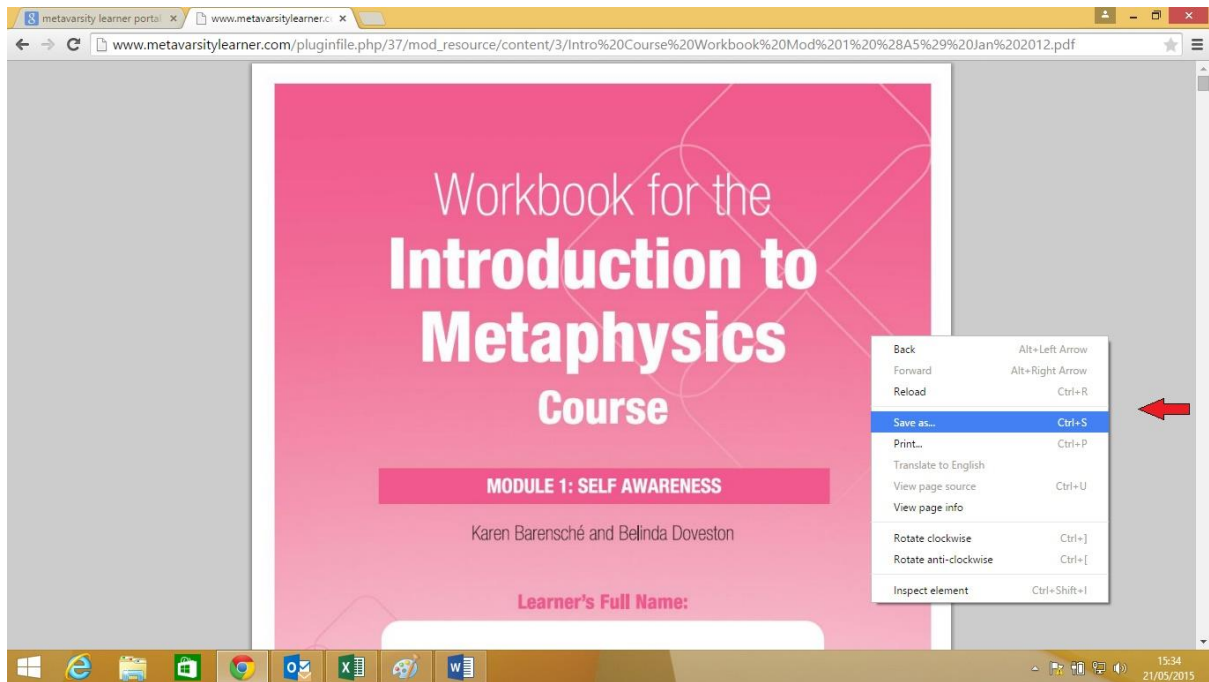 metavarsity learner portal
www.metavarsitylearner.c
www.metavarsitylearner.com/pluginfile.php/37/mod_resource/content/3/Intro%20Course%20Workbook%20Mod%201%20%28A5%29%20Jan%202012.pdf
Workbook for the
Introduction to
Metaphysics
Course
MODULE 1: SELF AWARENESS
Karen Barensché and Belinda Doveston
Learner's Full Name:
Back Alt+Left Arrow
Forward Alt+Right Arrow
Reload Ctrl+R
Save as... Ctrl+S
Print... Ctrl+P
Translate to English
View page source Ctrl+U
View page info
Rotate clockwise Ctrl+]
Rotate anti-clockwise Ctrl+[
Inspect element Ctrl+Shift+I
15:34
21/05/2015